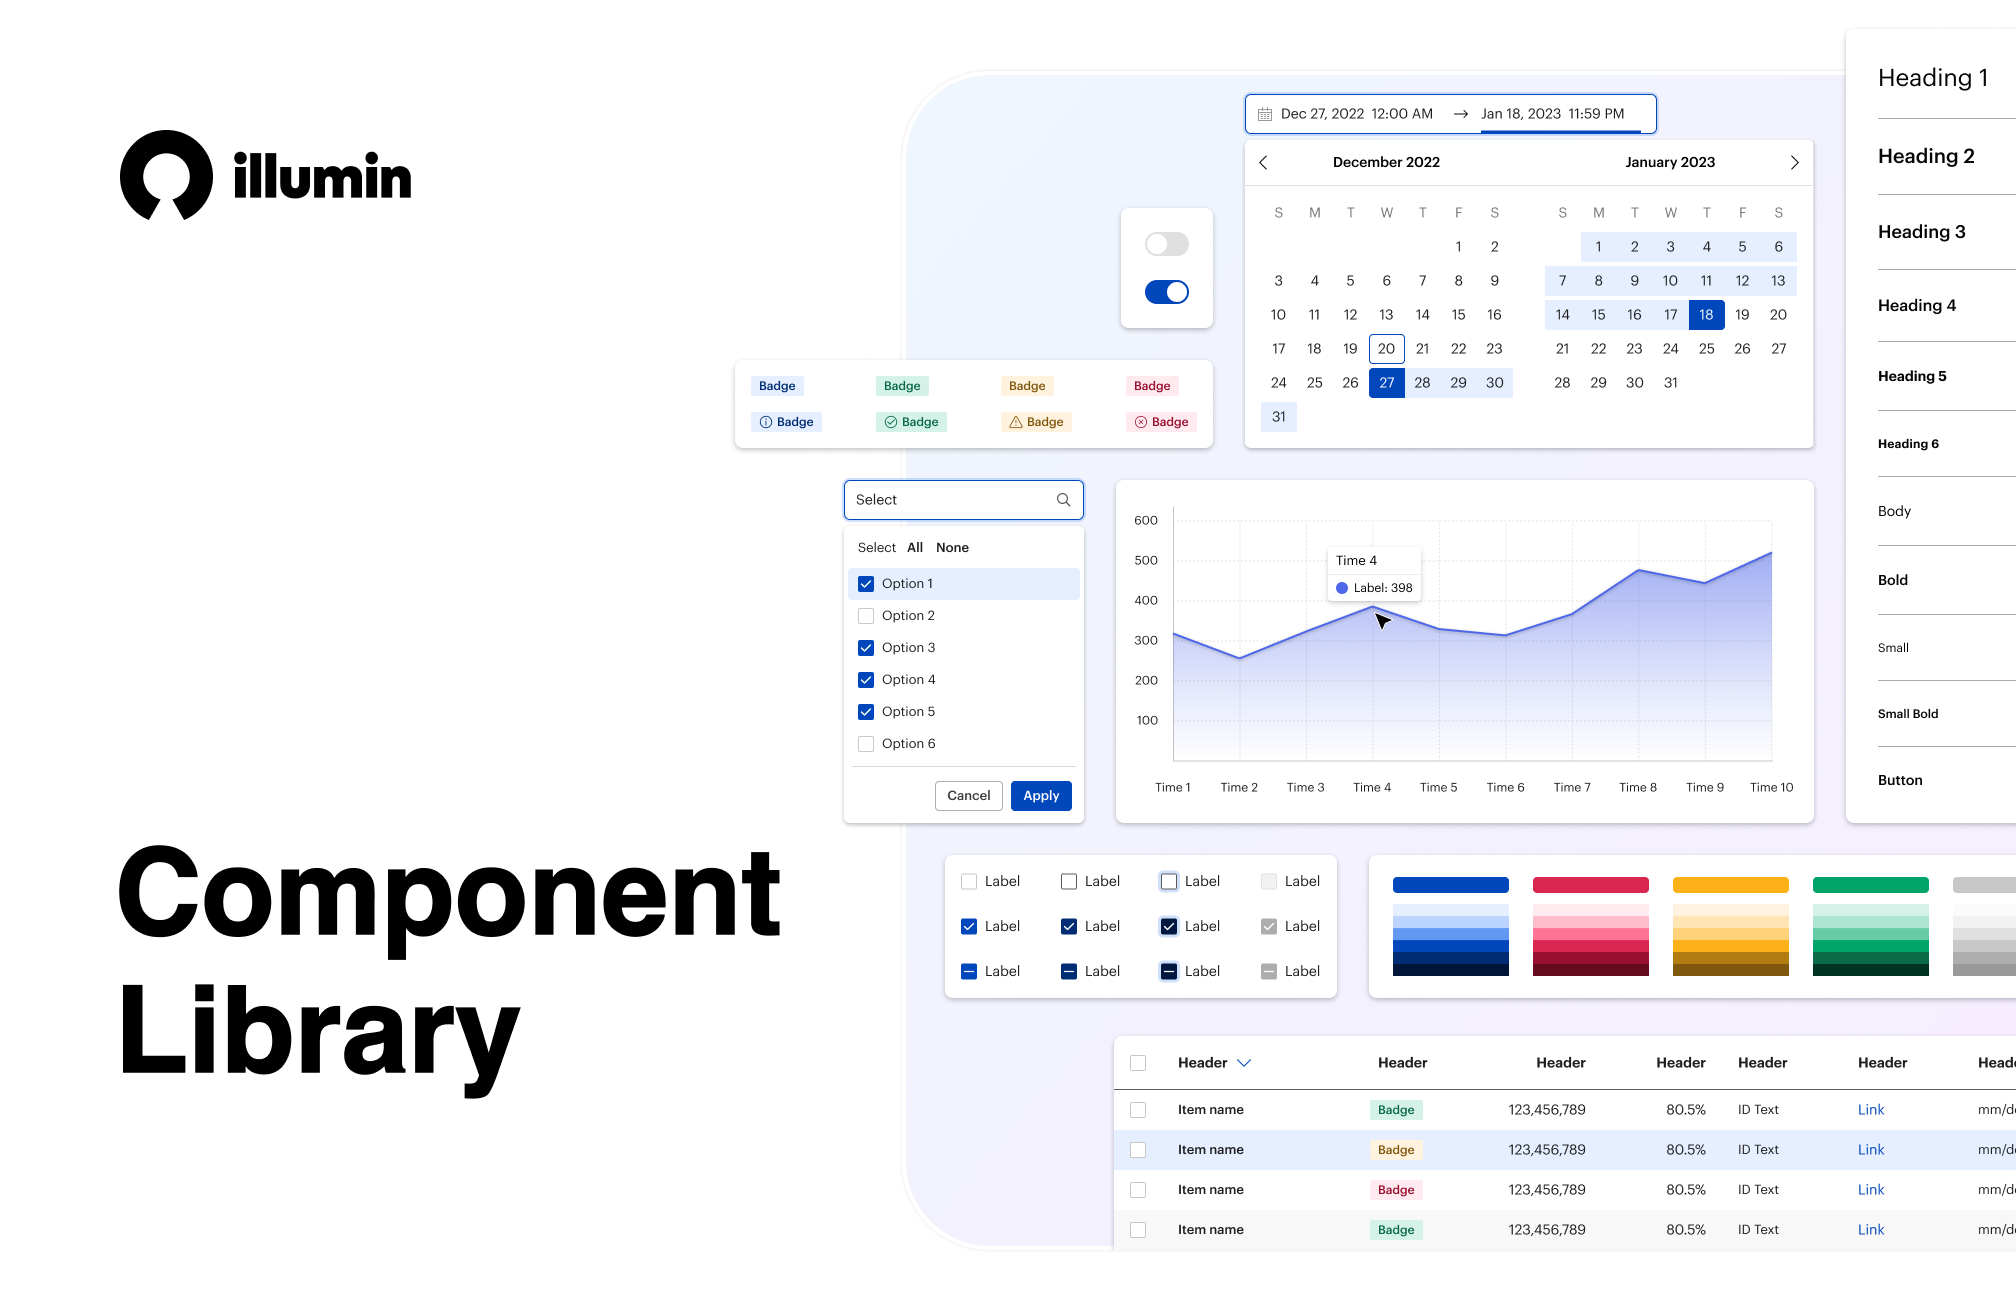 illumin
Component
Library
Dec 27, 2022 12:00 AM → Jan 18, 2023 11:59 PM
December 2022
S M T W T F S
1 2
3 4 5 6 7 8 9
10 11 12 13 14 15 16
17 18 19 20 21 22 23
24 25 26 27 28 29 30
31
January 2023
S M T W T F S
1 2 3 4 5 6
7 8 9 10 11 12 13
14 15 16 17 18 19 20
21 22 23 24 25 26 27
28 29 30 31
Badge Badge Badge Badge
Badge Badge Badge Badge
Select
Select All None
Option 1
Option 2
Option 3
Option 4
Option 5
Option 6
Cancel Apply
600
500
400
300
200
100
Time 4
Label: 398
Time 1 Time 2 Time 3 Time 4 Time 5 Time 6 Time 7 Time 8 Time 9 Time 10
Heading 1
Heading 2
Heading 3
Heading 4
Heading 5
Heading 6
Body
Bold
Small
Small Bold
Button
Label Label Label Label
Label Label Label Label
Label Label Label Label
Header Header Header Header Header Header Heade
Item name Badge 123,456,789 80.5% ID Text Link mm/d
Item name Badge 123,456,789 80.5% ID Text Link mm/d
Item name Badge 123,456,789 80.5% ID Text Link mm/d
Item name Badge 123,456,789 80.5% ID Text Link mm/d